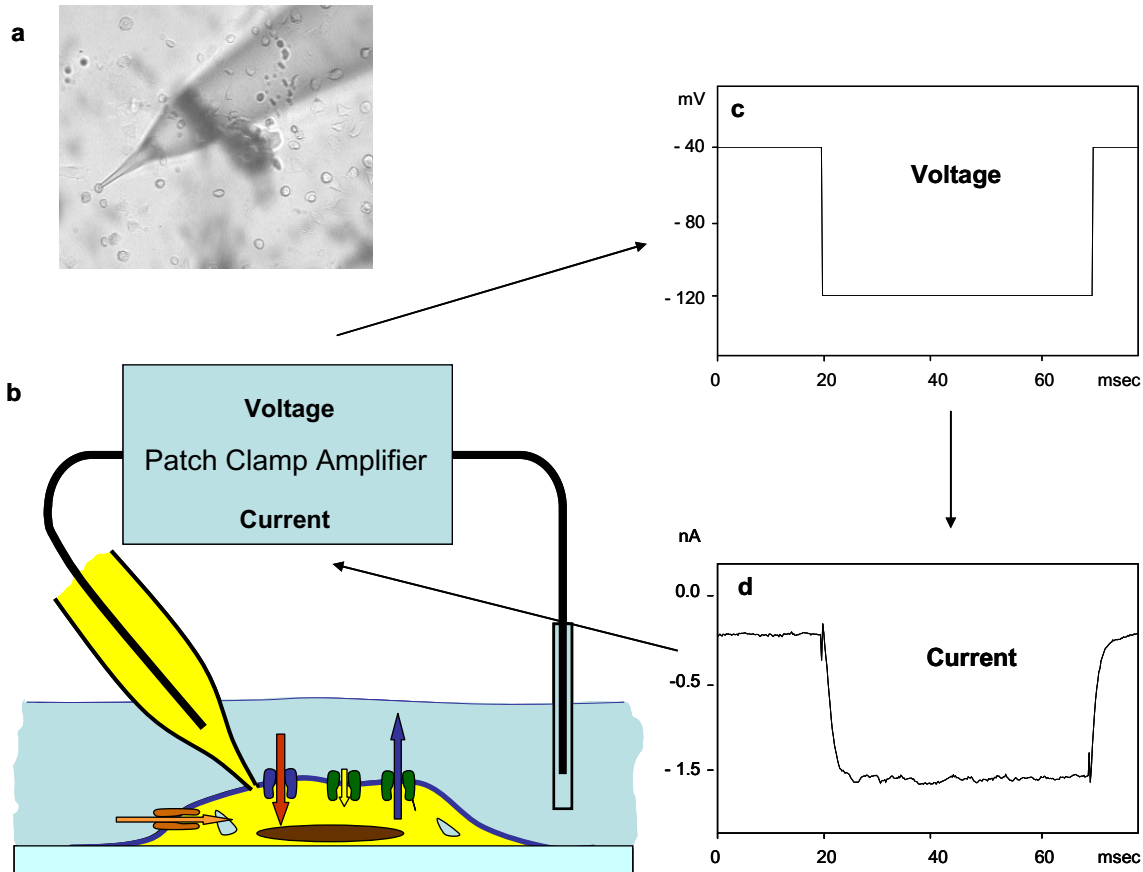 a
mV
c
- 40
Voltage
- 80
- 120
0 20 40 60 msec
b
Voltage
Patch Clamp Amplifier
Current
nA
d
0.0
Current
-0.5
- 1.5
0 20 40 60 msec